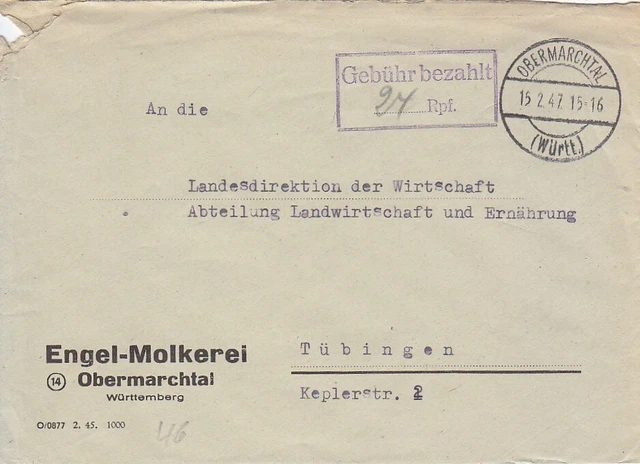 Gebühr bezahlt
24 Rpf.
OBERMARCHTAL
15 2.47. 15-16
(Württ.)
An die
Landesdirektion der Wirtschaft
Abteilung Landwirtschaft und Ernährung
Tübingen
Keplerstr. 2
Engel-Molkerei
14 Obermarchtal
Württemberg
O/0877 2. 45. 1000
46